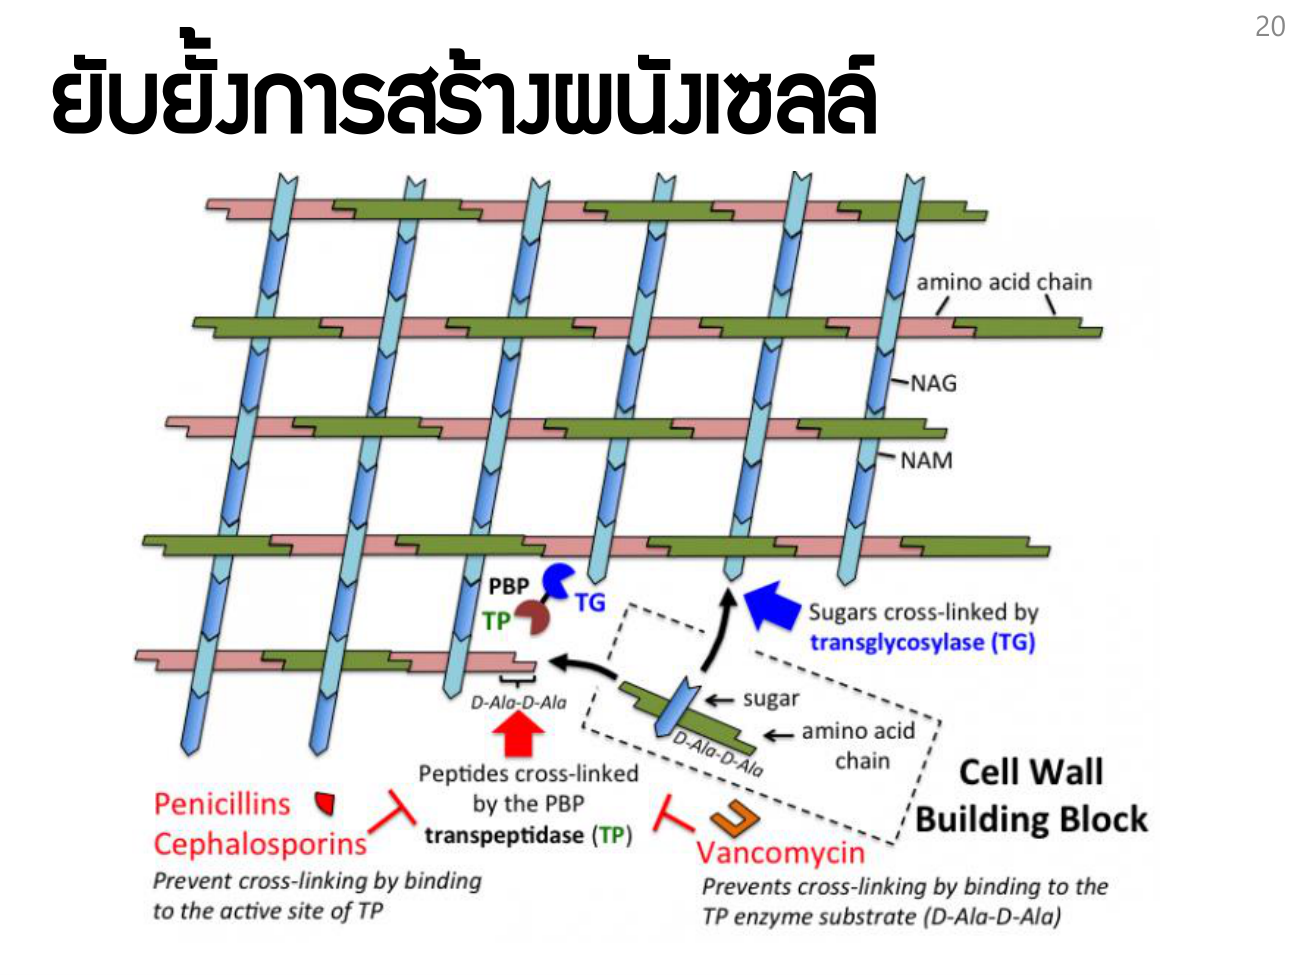 20
ยับยั้งการสร้างผนังเซลล์
amino acid chain
NAG
NAM
PBP
TG
TP
Sugars cross-linked by
transglycosylase (TG)
D-Ala-D-Ala
sugar
amino acid
chain
D-Ala-D-Ala
Cell Wall
Building Block
Peptides cross-linked
by the PBP
transpeptidase (TP)
Penicillins
Cephalosporins
Prevent cross-linking by binding
to the active site of TP
Vancomycin
Prevents cross-linking by binding to the
TP enzyme substrate (D-Ala-D-Ala)